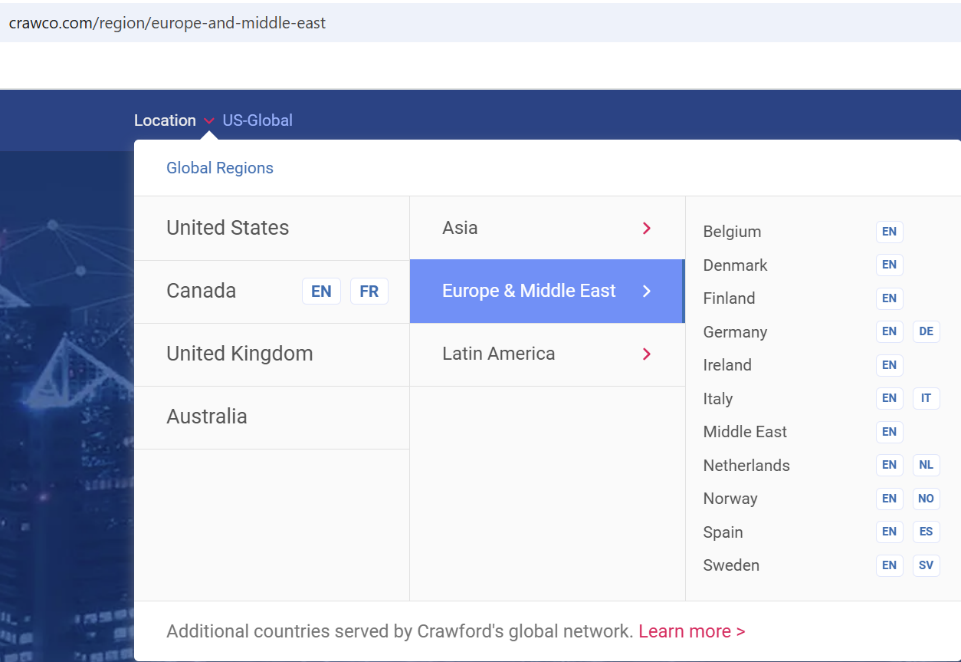 crawco.com/region/europe-and-middle-east
Location US-Global
Global Regions
United States
Canada EN FR
United Kingdom
Australia
Asia
Europe & Middle East
Latin America
Belgium EN
Denmark EN
Finland EN
Germany EN DE
Ireland EN
Italy EN IT
Middle East EN
Netherlands EN NL
Norway EN NO
Spain EN ES
Sweden EN SV
Additional countries served by Crawford's global network. Learn more >